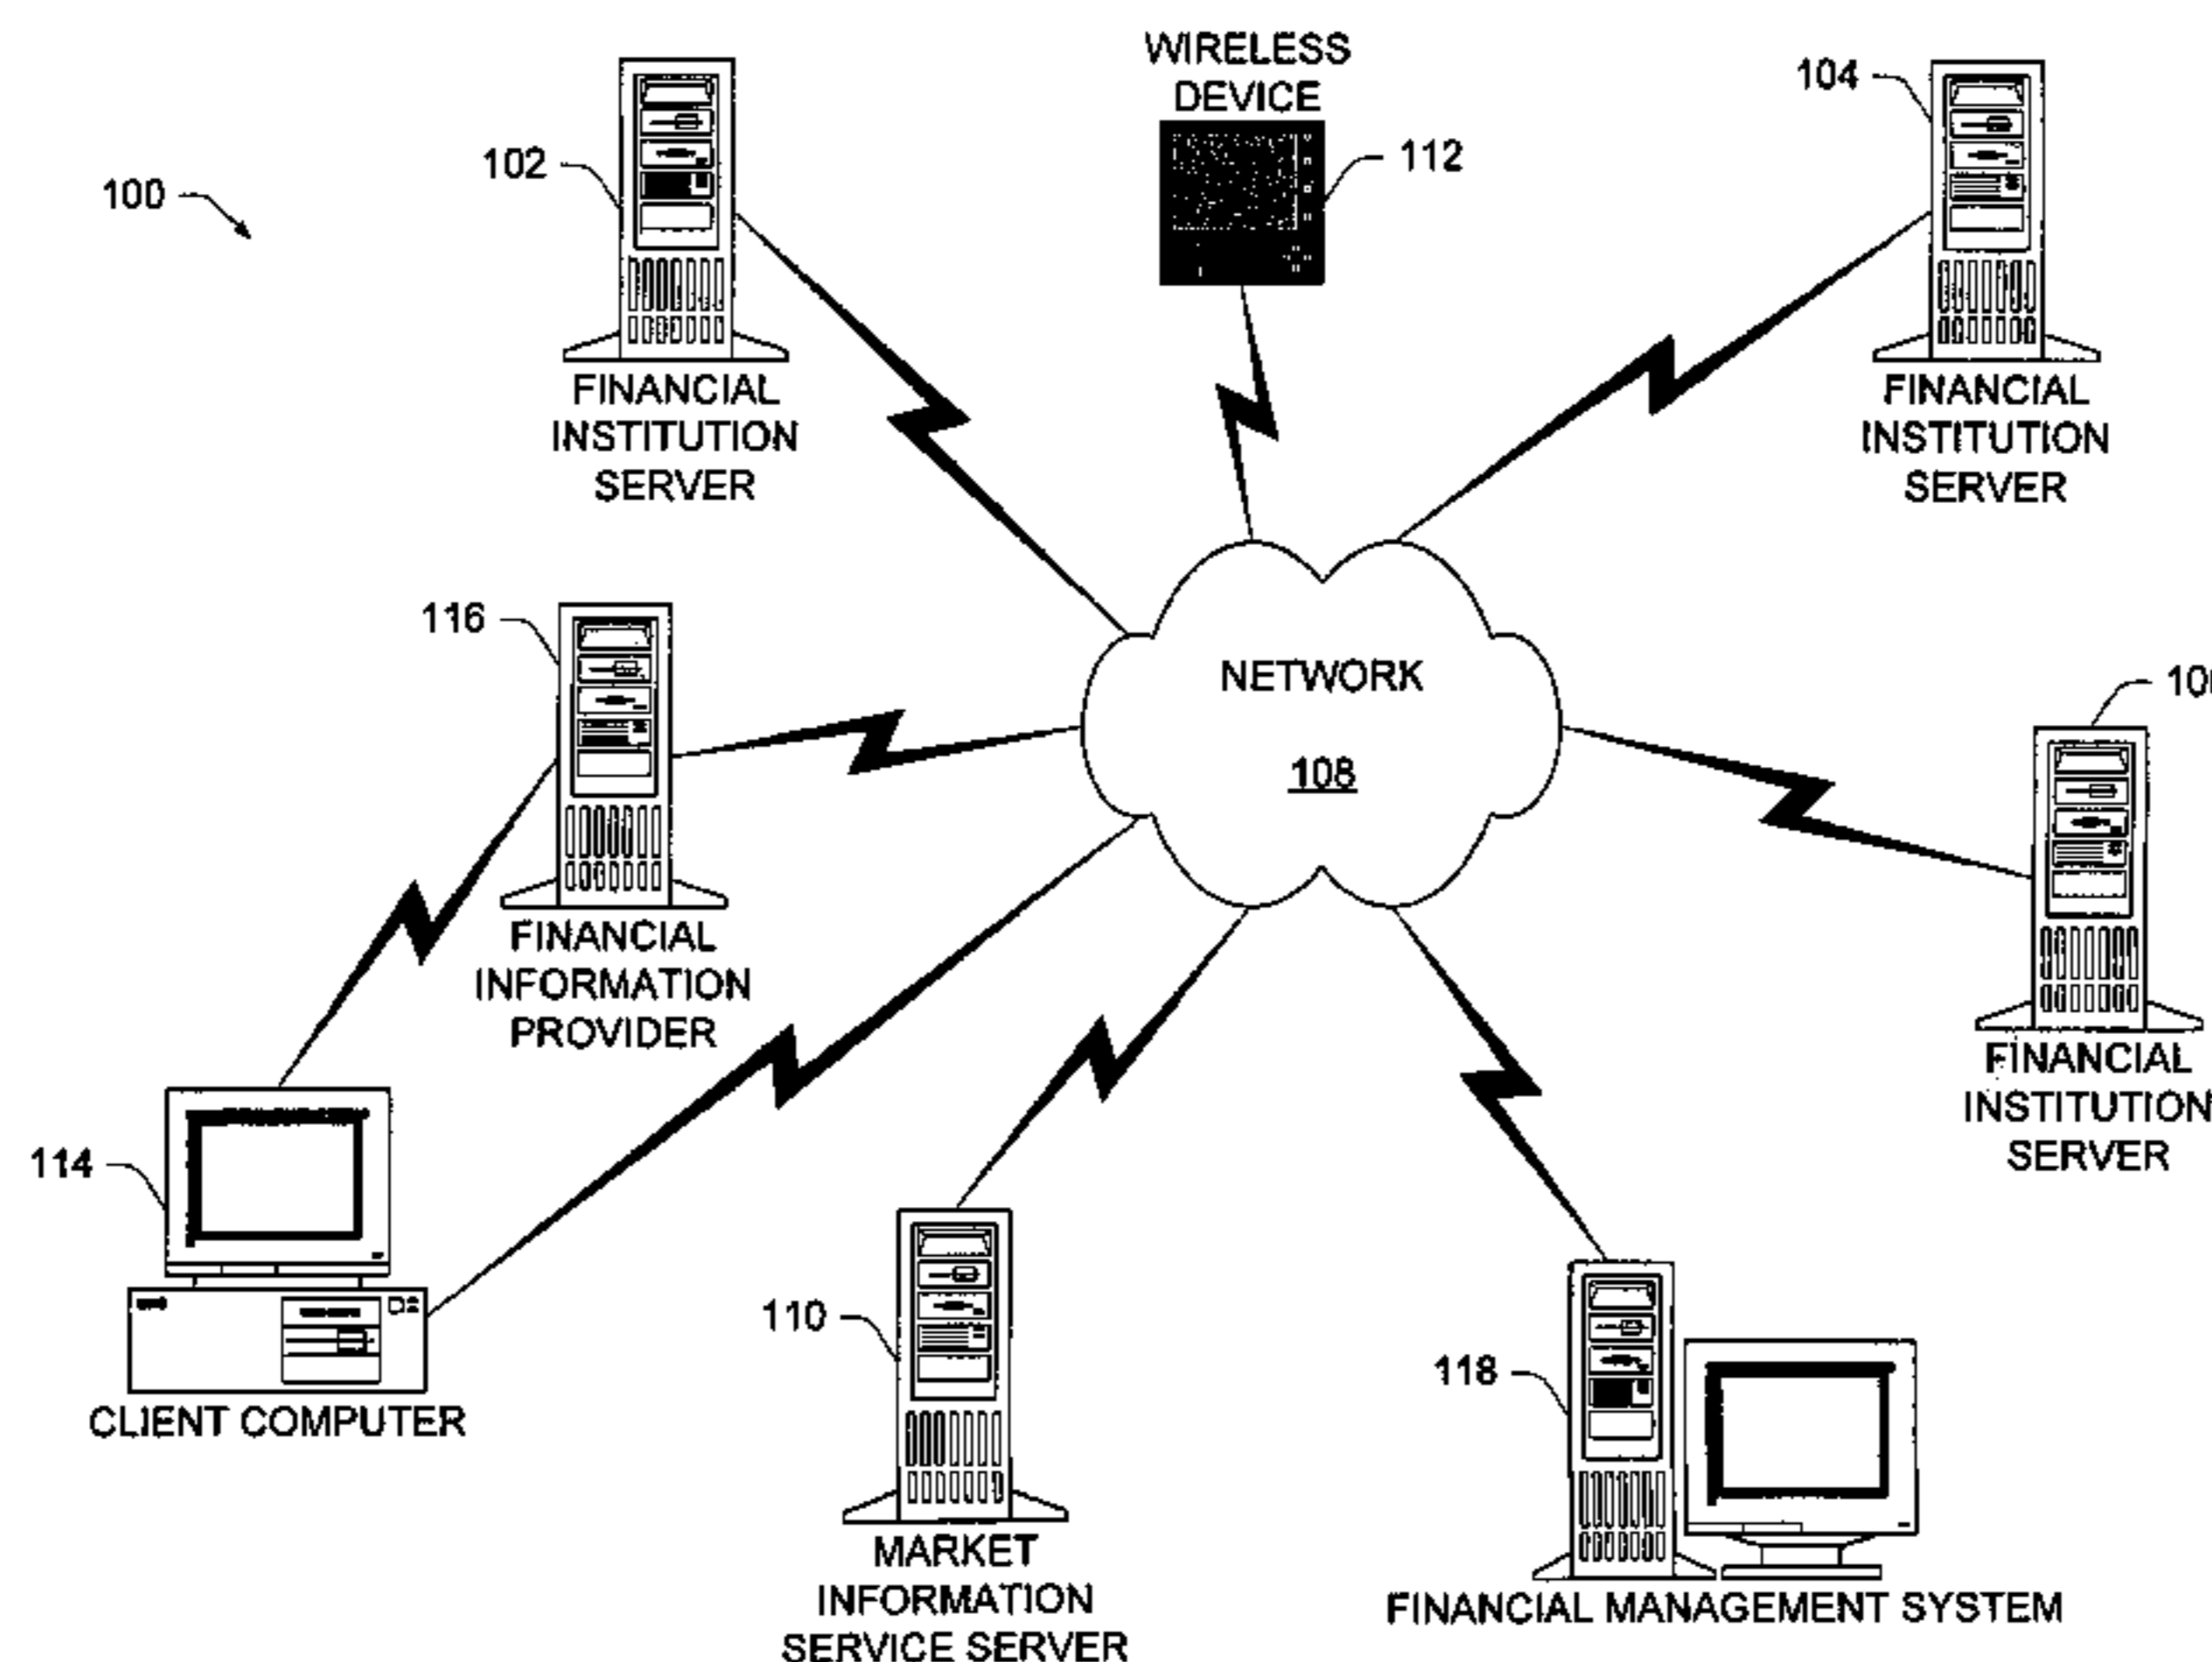 WIRELESS
DEVICE
104
102
112
100
FINANCIAL
INSTITUTION
SERVER
FINANCIAL
INSTITUTION
SERVER
116
NETWORK
108
FINANCIAL
INFORMATION
PROVIDER
FINANCIAL
INSTITUTION
SERVER
114
110
118
CLIENT COMPUTER
MARKET
INFORMATION
SERVICE SERVER
FINANCIAL MANAGEMENT SYSTEM